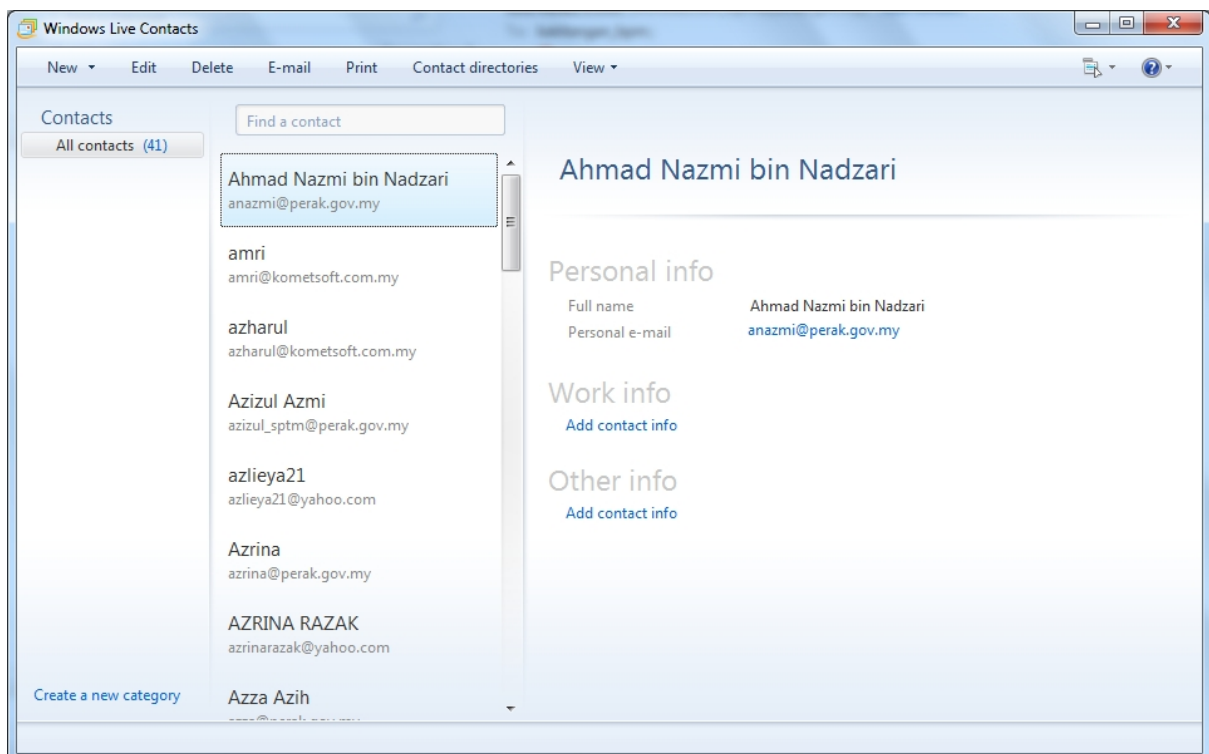 Windows Live Contacts
New Edit Delete E-mail Print Contact directories View
Contacts
All contacts (41)
Create a new category
Find a contact
Ahmad Nazmi bin Nadzari
anazmi@perak.gov.my
amri
amri@kometsoft.com.my
azharul
azharul@kometsoft.com.my
Azizul Azmi
azizul_sptm@perak.gov.my
azlieya21
azlieya21@yahoo.com
Azrina
azrina@perak.gov.my
AZRINA RAZAK
azrinarazak@yahoo.com
Azza Azih
Ahmad Nazmi bin Nadzari
Personal info
Full name Ahmad Nazmi bin Nadzari
Personal e-mail anazmi@perak.gov.my
Work info
Add contact info
Other info
Add contact info